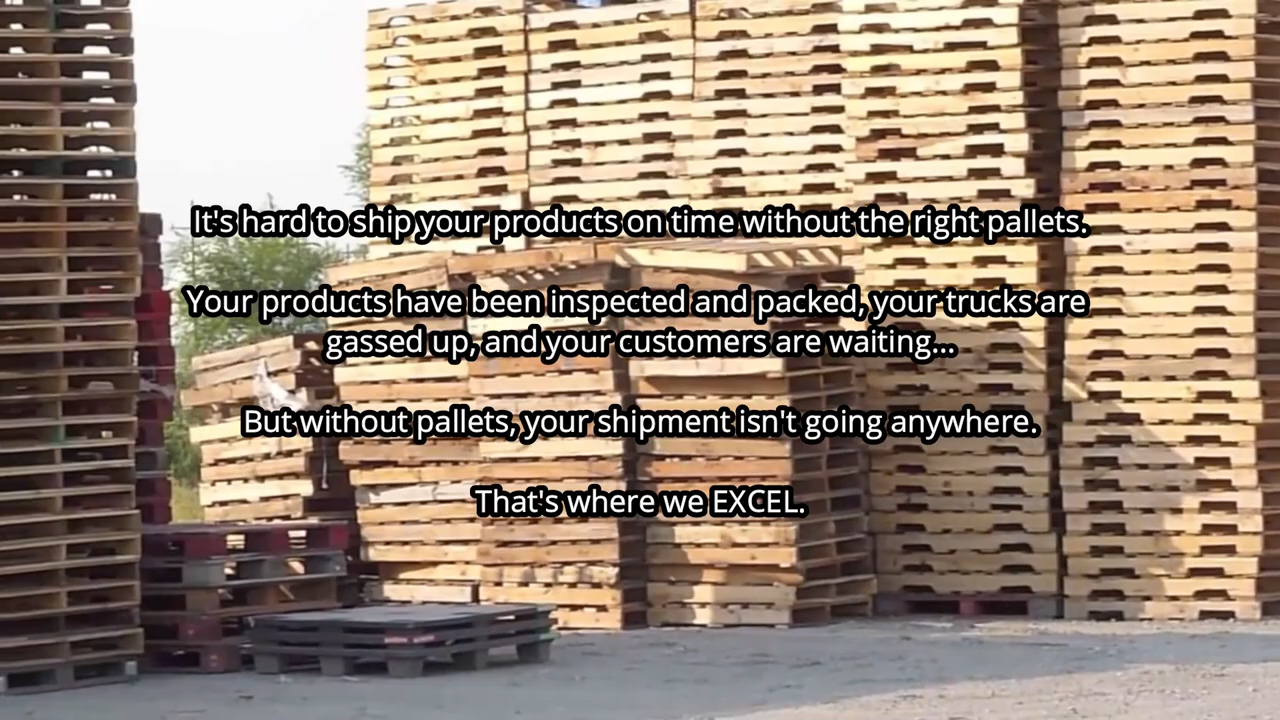 It's hard to ship your products on time without the right pallets.
Your products have been inspected and packed, your trucks are
gassed up, and your customers are waiting...
But without pallets, your shipment isn't going anywhere.
That's where we EXCEL.